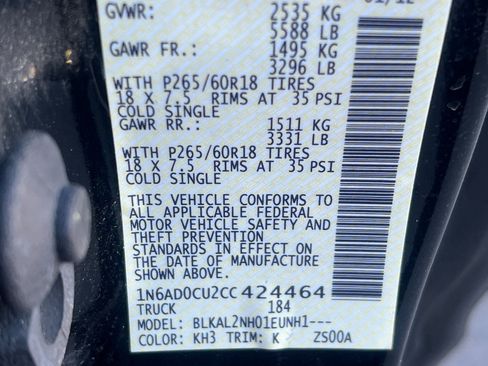 GVWR: 2535 KG
5588 LB
GAWR FR.: 1495 KG
3296 LB
WITH P265/60R18 TIRES
18 X 7.5 RIMS AT 35 PSI
COLD SINGLE
GAWR RR.: 1511 KG
3331 LB
WITH P265/60R18 TIRES
18 X 7.5 RIMS AT 35 PSI
COLD SINGLE
THIS VEHICLE CONFORMS TO
ALL APPLICABLE FEDERAL
MOTOR VEHICLE SAFETY AND
THEFT PREVENTION
STANDARDS IN EFFECT ON
THE DATE OF MANUFACTURE
SHOWN ABOVE.
1N6AD0CU2CC424464
TRUCK 184
MODEL: BLKAL2NH01EUNH1---
COLOR: KH3 TRIM: K ZS00A